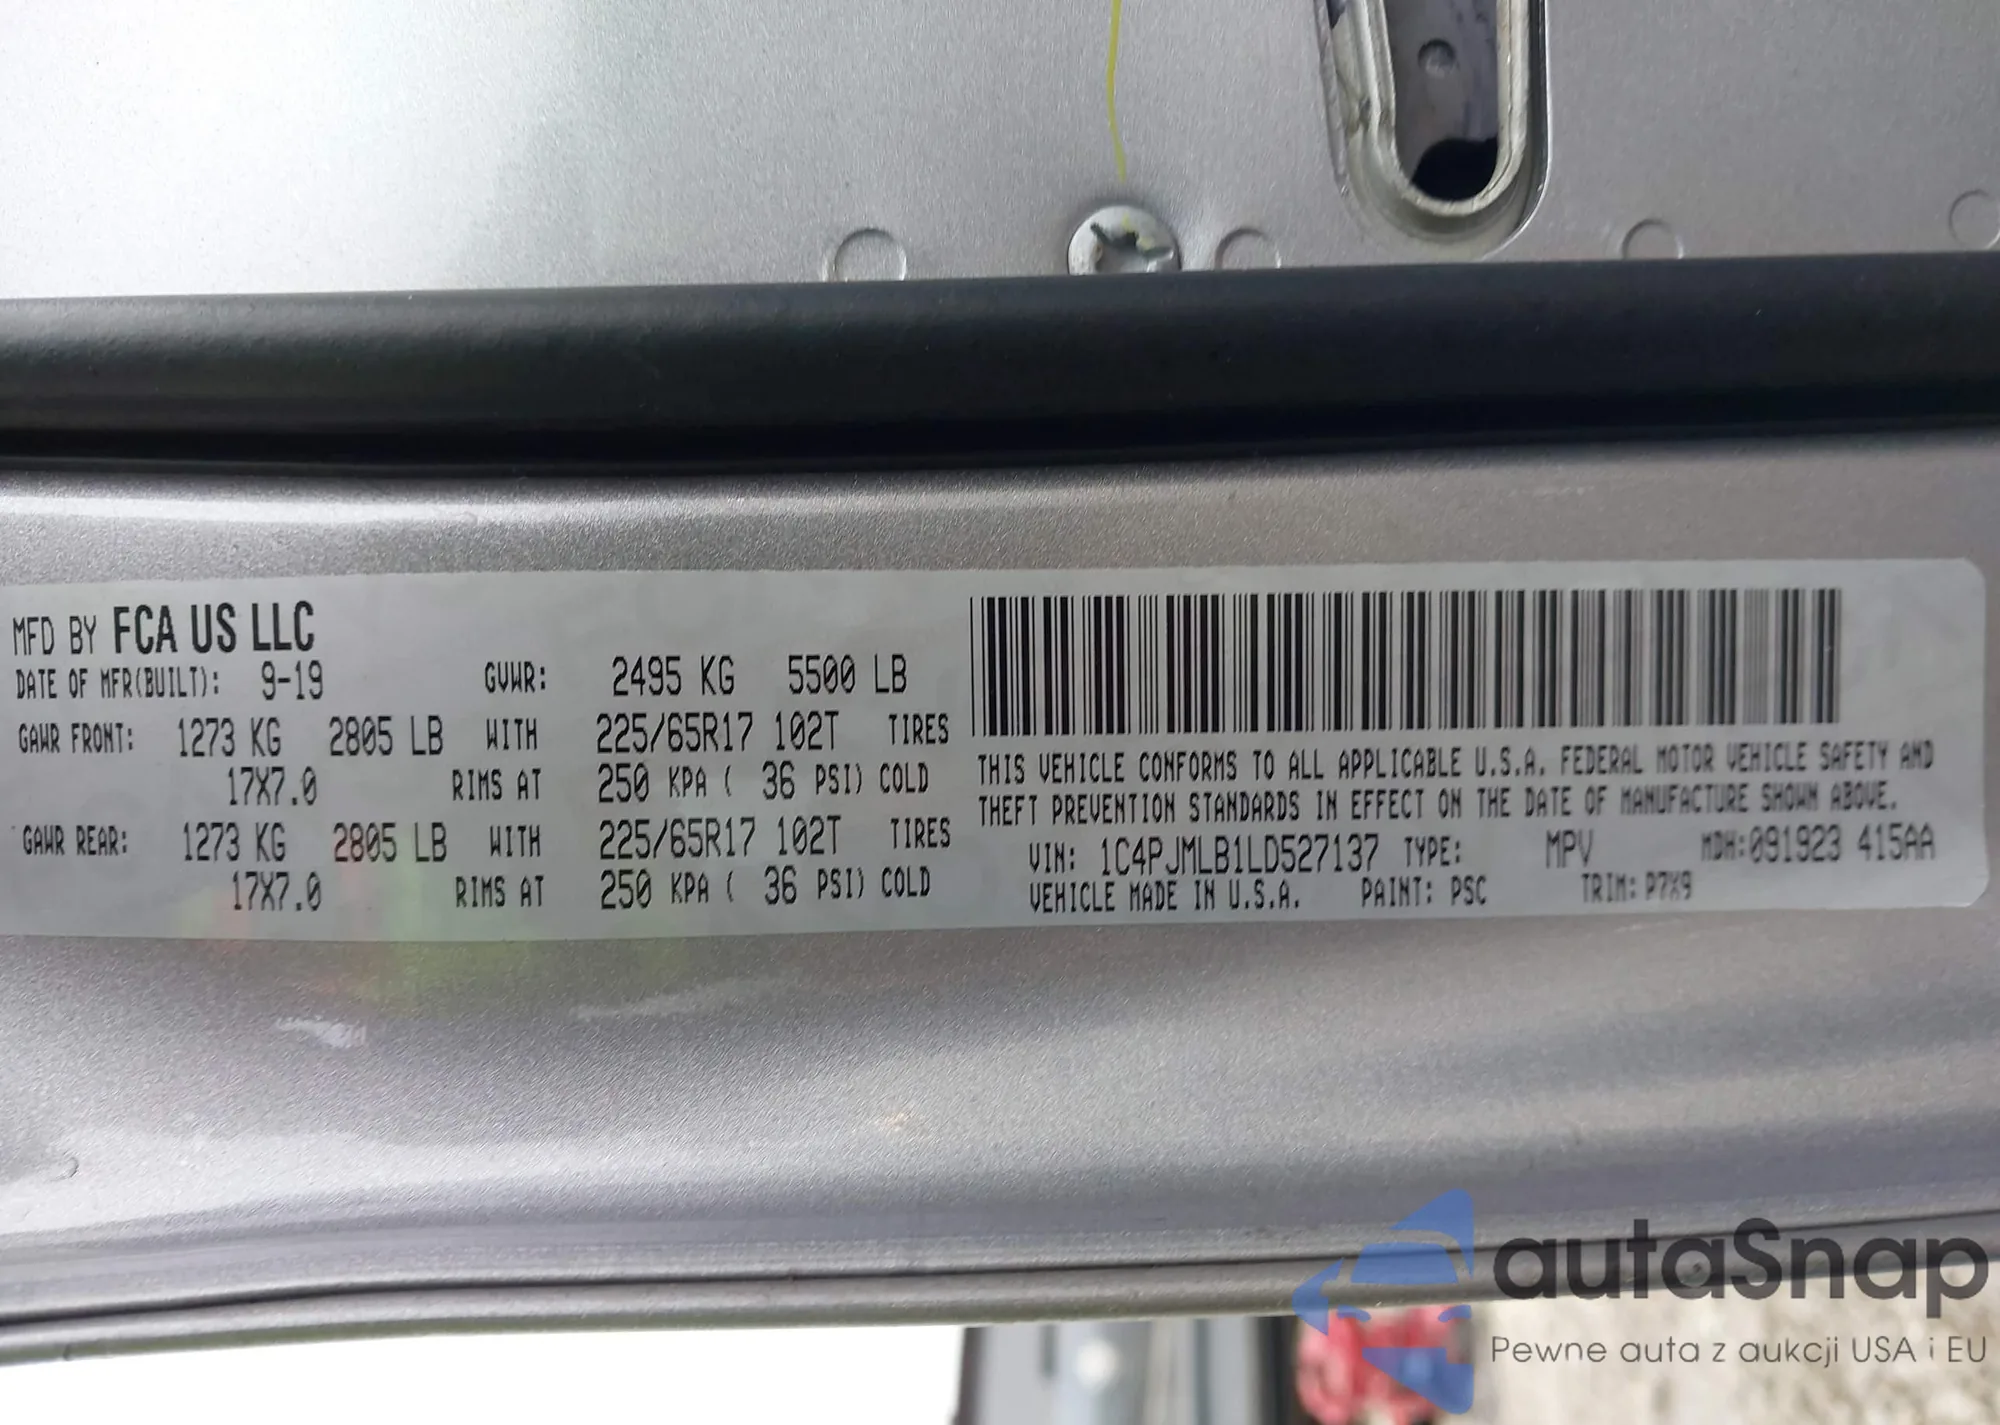 MFD BY FCA US LLC
DATE OF MFR(BUILT): 9-19 GVWR: 2495 KG 5500 LB
GAWR FRONT: 1273 KG 2805 LB WITH 225/65R17 102T TIRES
17X7.0 RIMS AT 250 KPA ( 36 PSI) COLD
GAWR REAR: 1273 KG 2805 LB WITH 225/65R17 102T TIRES
17X7.0 RIMS AT 250 KPA ( 36 PSI) COLD
THIS VEHICLE CONFORMS TO ALL APPLICABLE U.S.A. FEDERAL MOTOR VEHICLE SAFETY AND
THEFT PREVENTION STANDARDS IN EFFECT ON THE DATE OF MANUFACTURE SHOWN ABOVE.
VIN: 1C4PJMLB1LD527137 TYPE: MPV MDH:091923 415AA
VEHICLE MADE IN U.S.A. PAINT: PSC TRIM: P7X9
autaSnap
Pewne auta z aukcji USA i EU